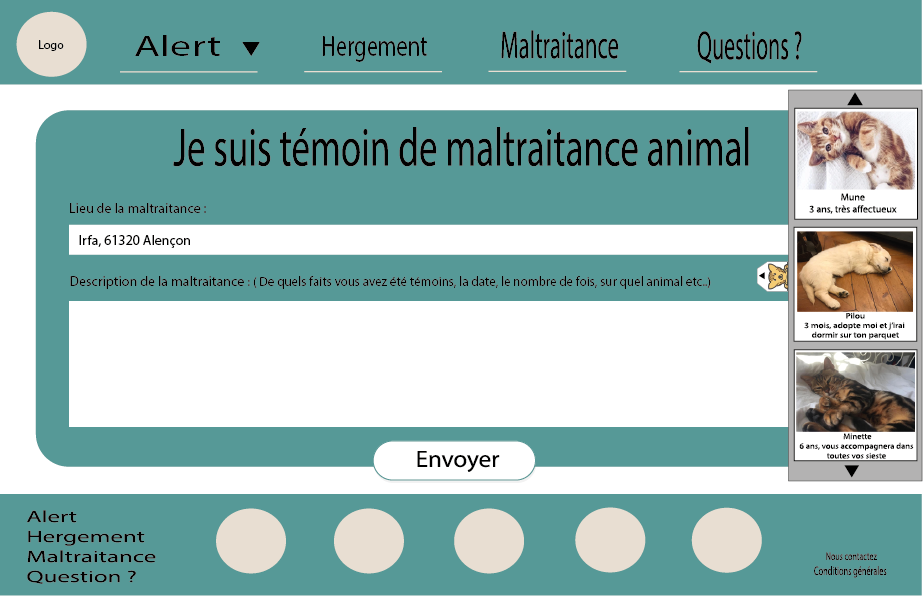 Logo
Alert
Hergement
Maltraitance
Questions ?
Je suis témoin de maltraitance animal
Lieu de la maltraitance :
Irfa, 61320 Alençon
Description de la maltraitance : ( De quels faits vous avez été témoins, la date, le nombre de fois, sur quel animal etc..)
Envoyer
Mune
3 ans, très affectueux
Pilou
3 mois, adopte moi et j'irai
dormir sur ton parquet
Minette
6 ans, vous accompagnera dans
toutes vos sieste
Alert
Hergement
Maltraitance
Question ?
Nous contactez
Conditions générales